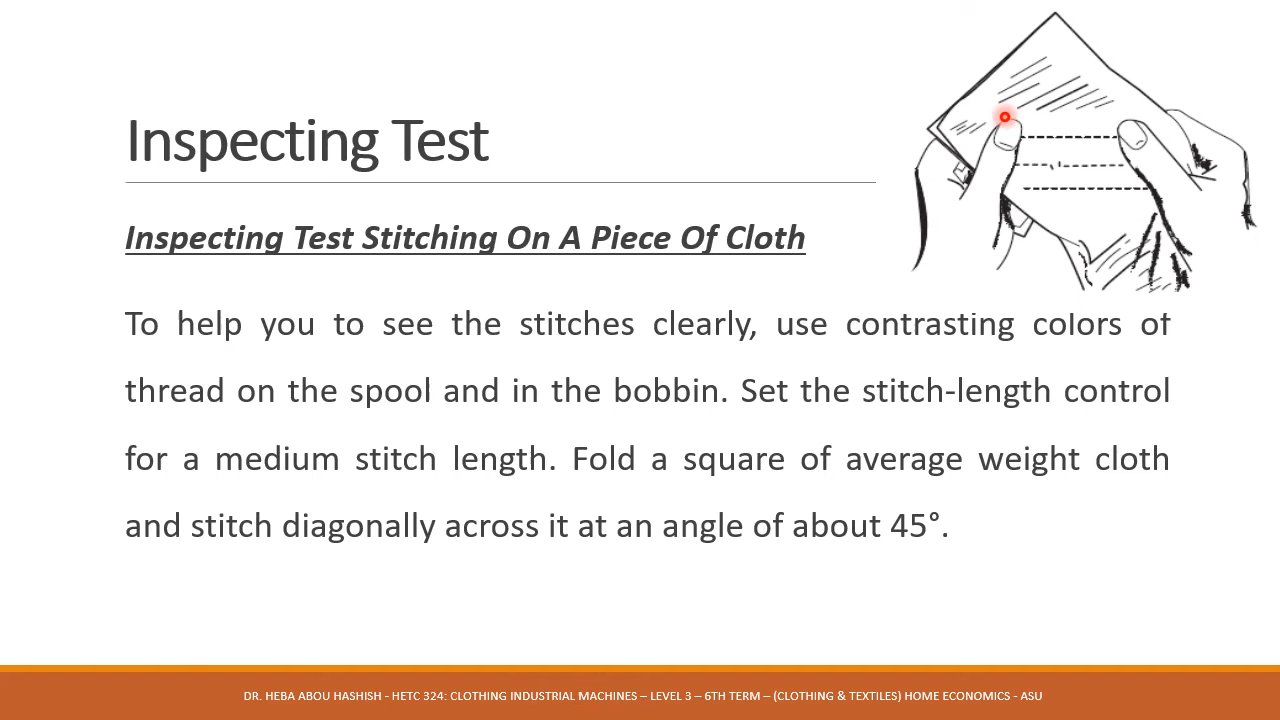 Inspecting Test
Inspecting Test Stitching On A Piece Of Cloth
To help you to see the stitches clearly, use contrasting colors of
thread on the spool and in the bobbin. Set the stitch-length control
for a medium stitch length. Fold a square of average weight cloth
and stitch diagonally across it at an angle of about 45°.
DR. HEBA ABOU HASHISH - HETC 324: CLOTHING INDUSTRIAL MACHINES – LEVEL 3 – 6TH TERM – (CLOTHING & TEXTILES) HOME ECONOMICS - ASU